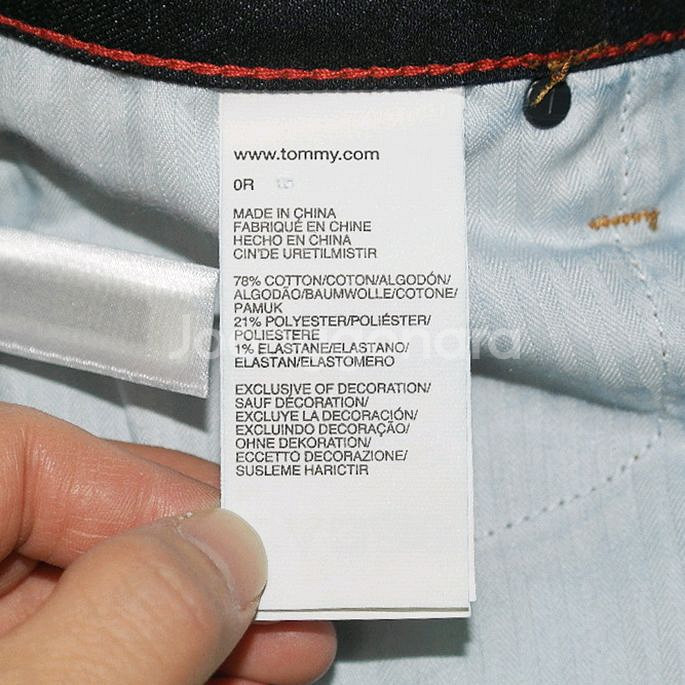 www.tommy.com
0R
MADE IN CHINA
FABRIQUÉ EN CHINE
HECHO EN CHINA
CIN'DE URETILMISTIR
78% COTTON/COTON/ALGODÓN/
ALGODÃO/BAUMWOLLE/COTONE/
PAMUK
21% POLYESTER/POLIÉSTER/
POLIESTERE
1% ELASTANE/ELASTANO/
ELASTAN/ELASTOMERO
EXCLUSIVE OF DECORATION/
SAUF DÉCORATION/
EXCLUYE LA DECORACIÓN/
EXCLUINDO DECORAÇÃO/
OHNE DEKORATION/
ECCETTO DECORAZIONE/
SUSLEME HARICTIR